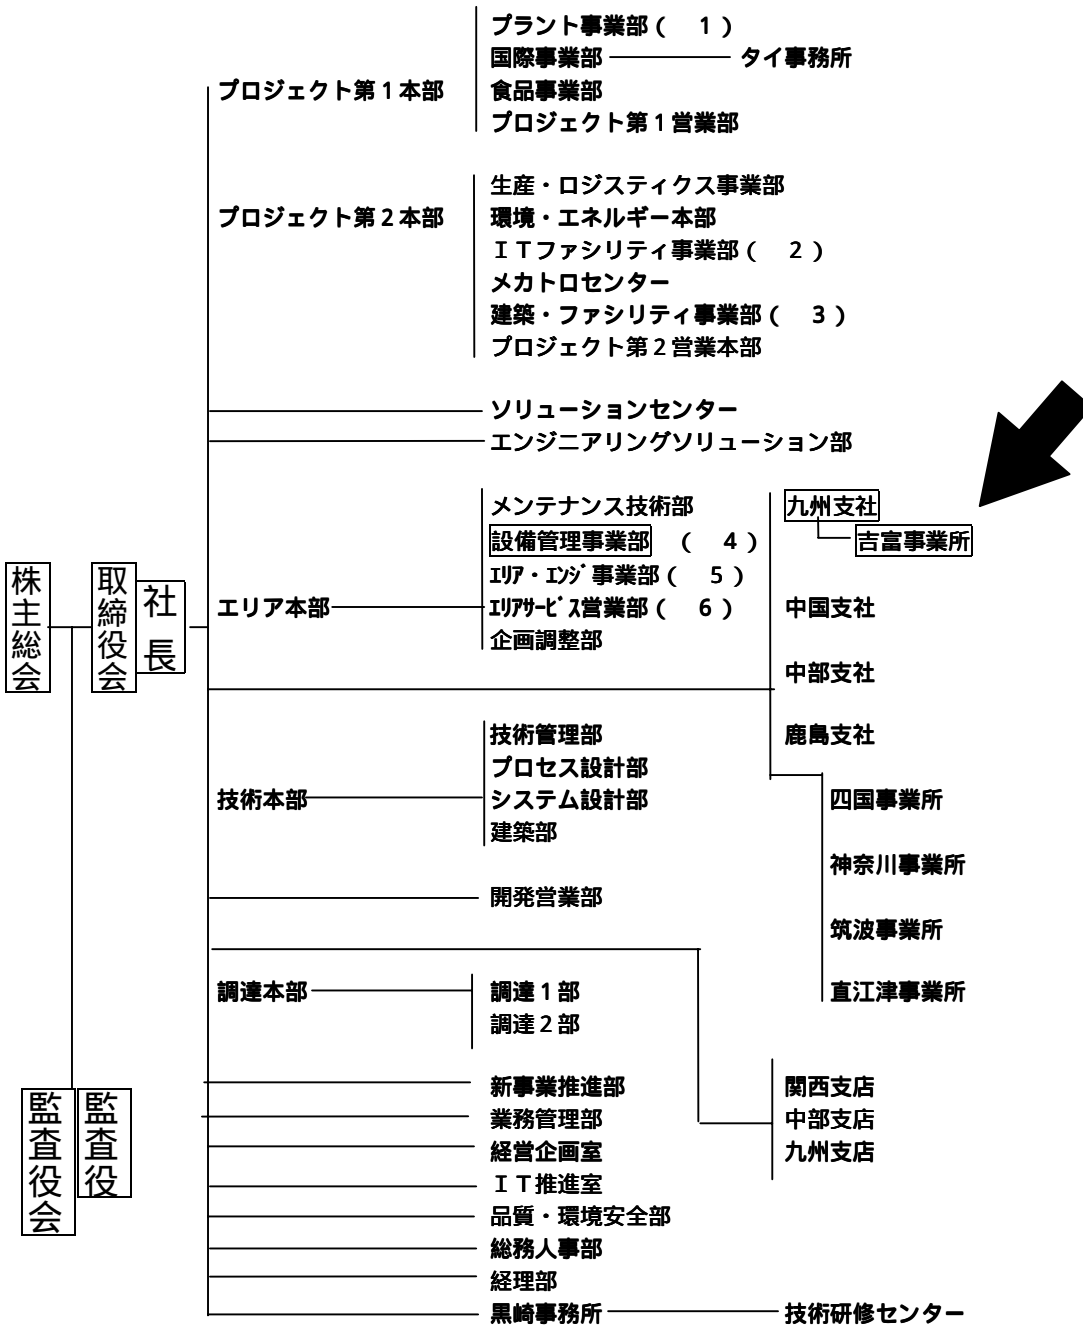 プラント事業部（　１）
国際事業部　タイ事務所
プロジェクト第１本部　食品事業部
プロジェクト第１営業部
生産・ロジスティクス事業部
プロジェクト第２本部　環境・エネルギー本部
ＩＴファシリティ事業部（　２）
メカトロセンター
建築・ファシリティ事業部（　３）
プロジェクト第２営業本部
ソリューションセンター
エンジニアリングソリューション部
メンテナンス技術部　九州支社
設備管理事業部　（　４）　吉富事業所
ｴﾘｱ・ｴﾝｼﾞ事業部（　５）
エリア本部　ｴﾘｱｻｰﾋﾞｽ営業部（　６）　中国支社
企画調整部
株主総会
取締役会
社長
中部支社
技術管理部　鹿島支社
プロセス設計部
技術本部　システム設計部　四国事業所
建築部
神奈川事業所
開発営業部
筑波事業所
調達本部　調達１部　直江津事業所
調達２部
新事業推進部　関西支店
業務管理部　中部支店
経営企画室　九州支店
監査役会
監査役
ＩＴ推進室
品質・環境安全部
総務人事部
経理部
黒崎事務所　技術研修センター